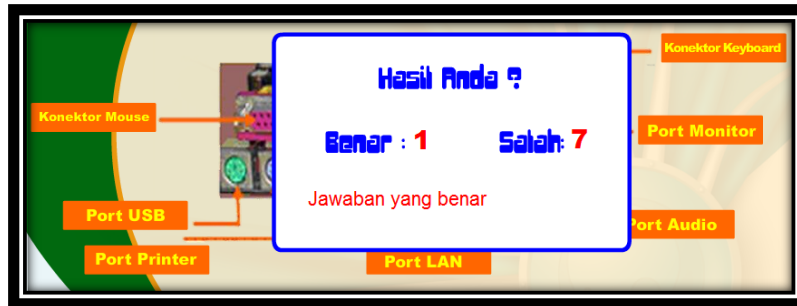 Konektor Keyboard
Hasil Anda ?
Konektor Mouse
Benar : 1 Salah: 7
Port Monitor
Jawaban yang benar
Port USB
Port Audio
Port Printer
Port LAN